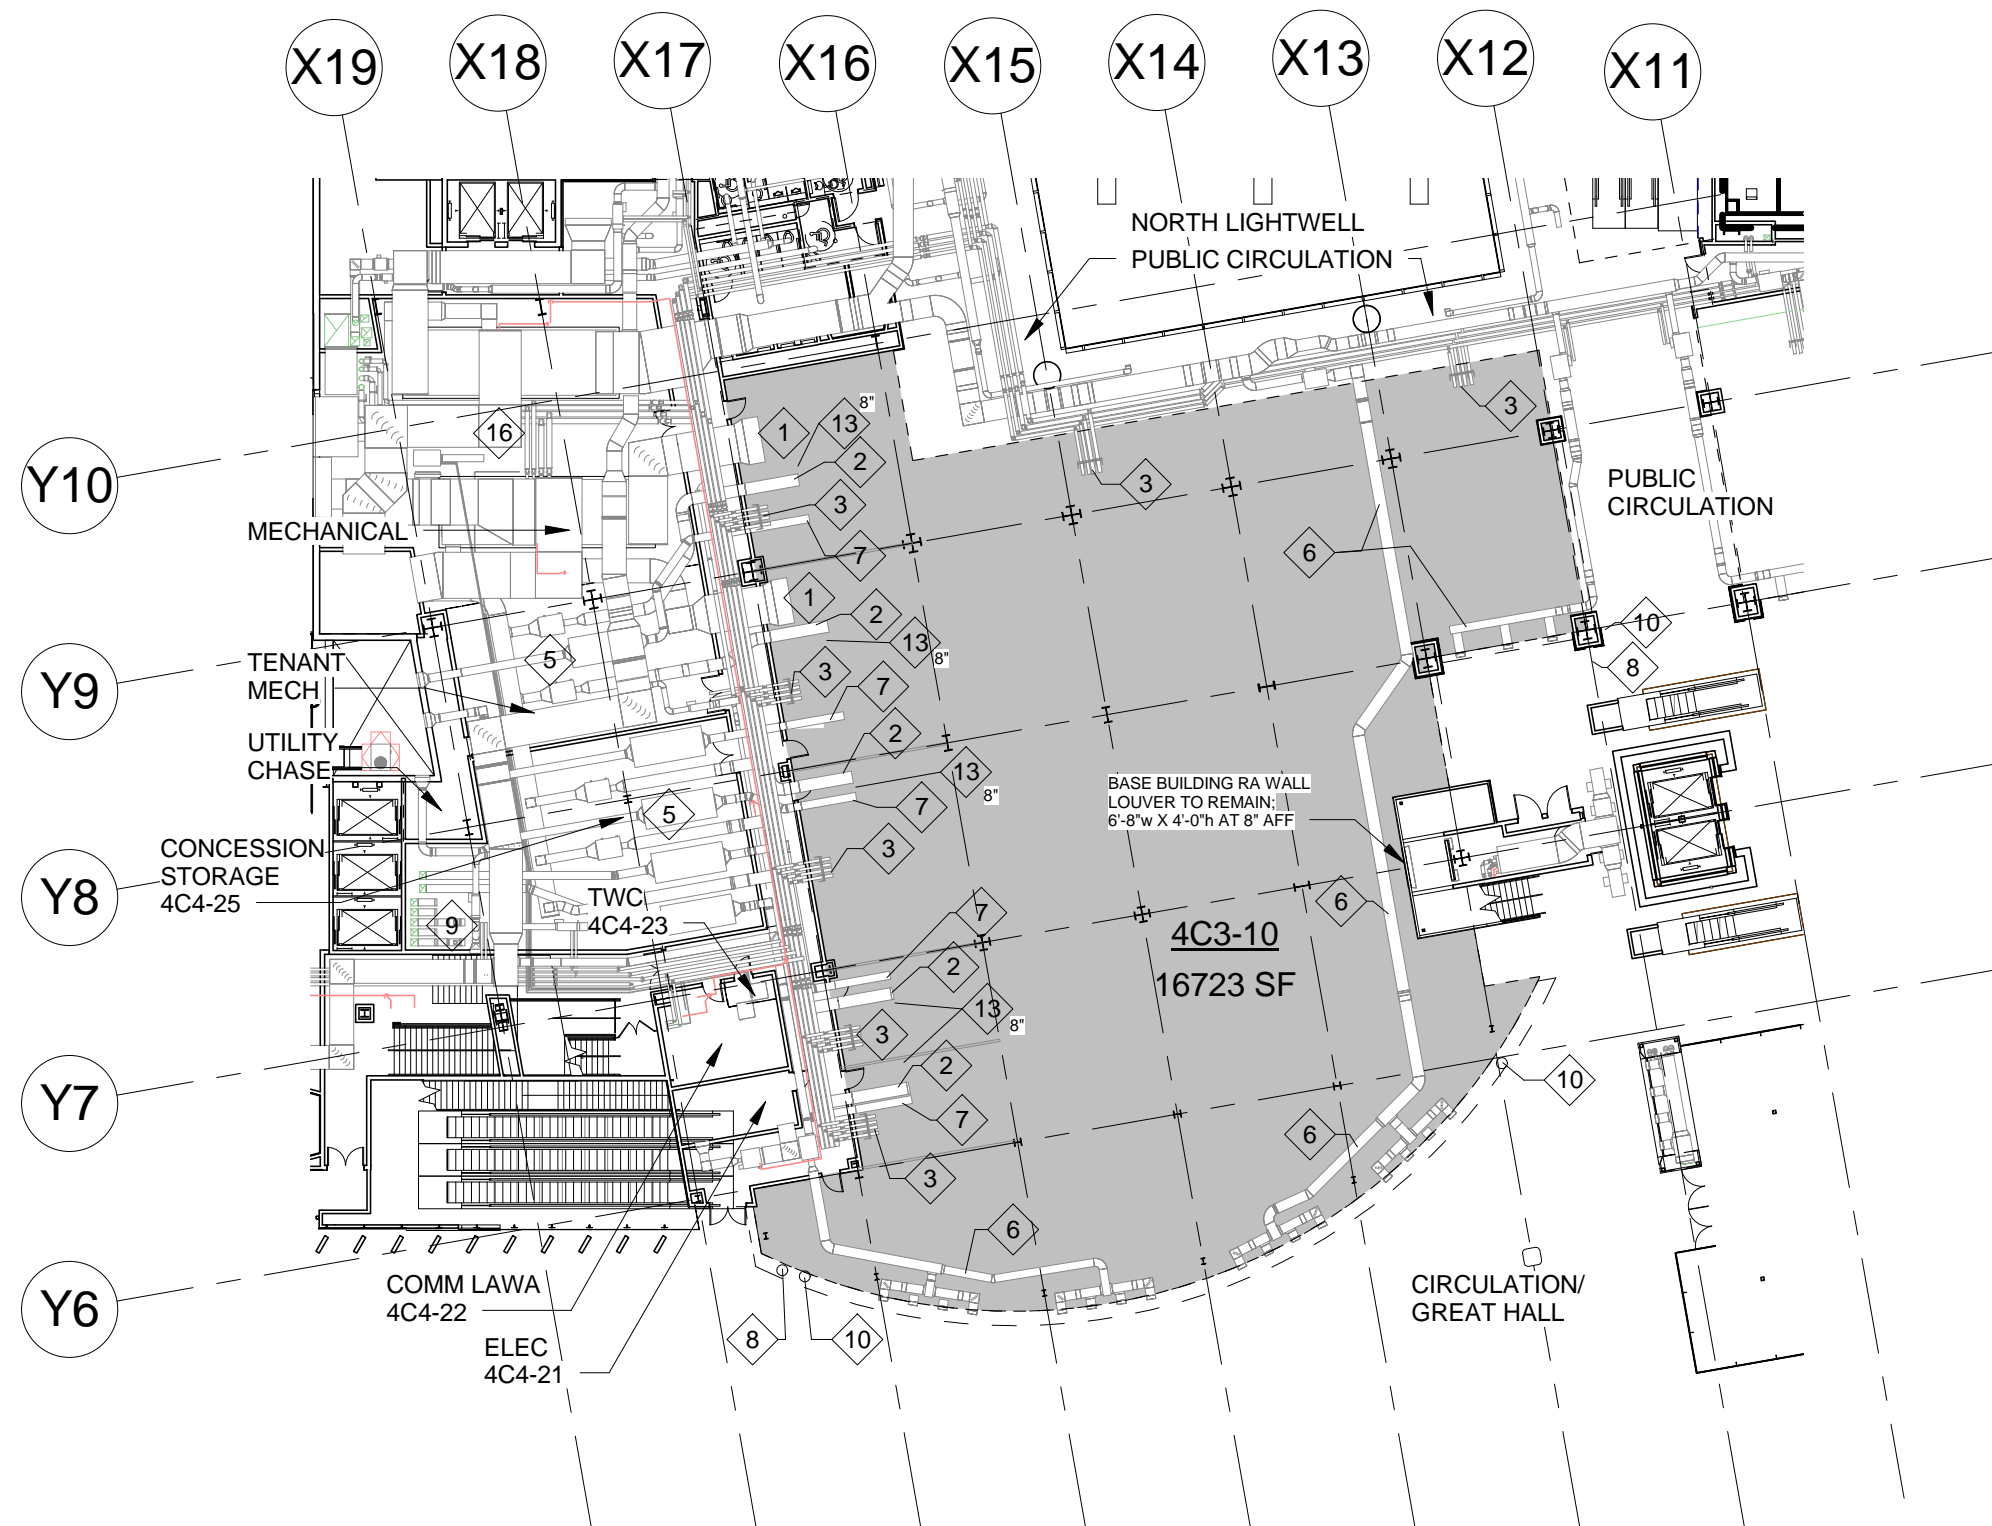 X19
X18
X17
X16
X15
X14
X13
X12
X11
NORTH LIGHTWELL
PUBLIC CIRCULATION
8"
1
13
16
2
3
3
3
Y10
MECHANICAL
PUBLIC
CIRCULATION
7
6
1
2
10
13
8"
5
8
TENANT
MECH
3
7
Y9
2
UTILITY
CHASE
13
8"
BASE BUILDING RA WALL
LOUVER TO REMAIN;
6'-8"w X 4'-0"h AT 8" AFF
7
5
CONCESSION
STORAGE
4C4-25
3
Y8
TWC
4C4-23
6
7
9
4C3-10
16723 SF
2
13
8"
3
2
10
Y7
7
6
3
6
COMM LAWA
4C4-22
CIRCULATION/
GREAT HALL
Y6
8
10
ELEC
4C4-21